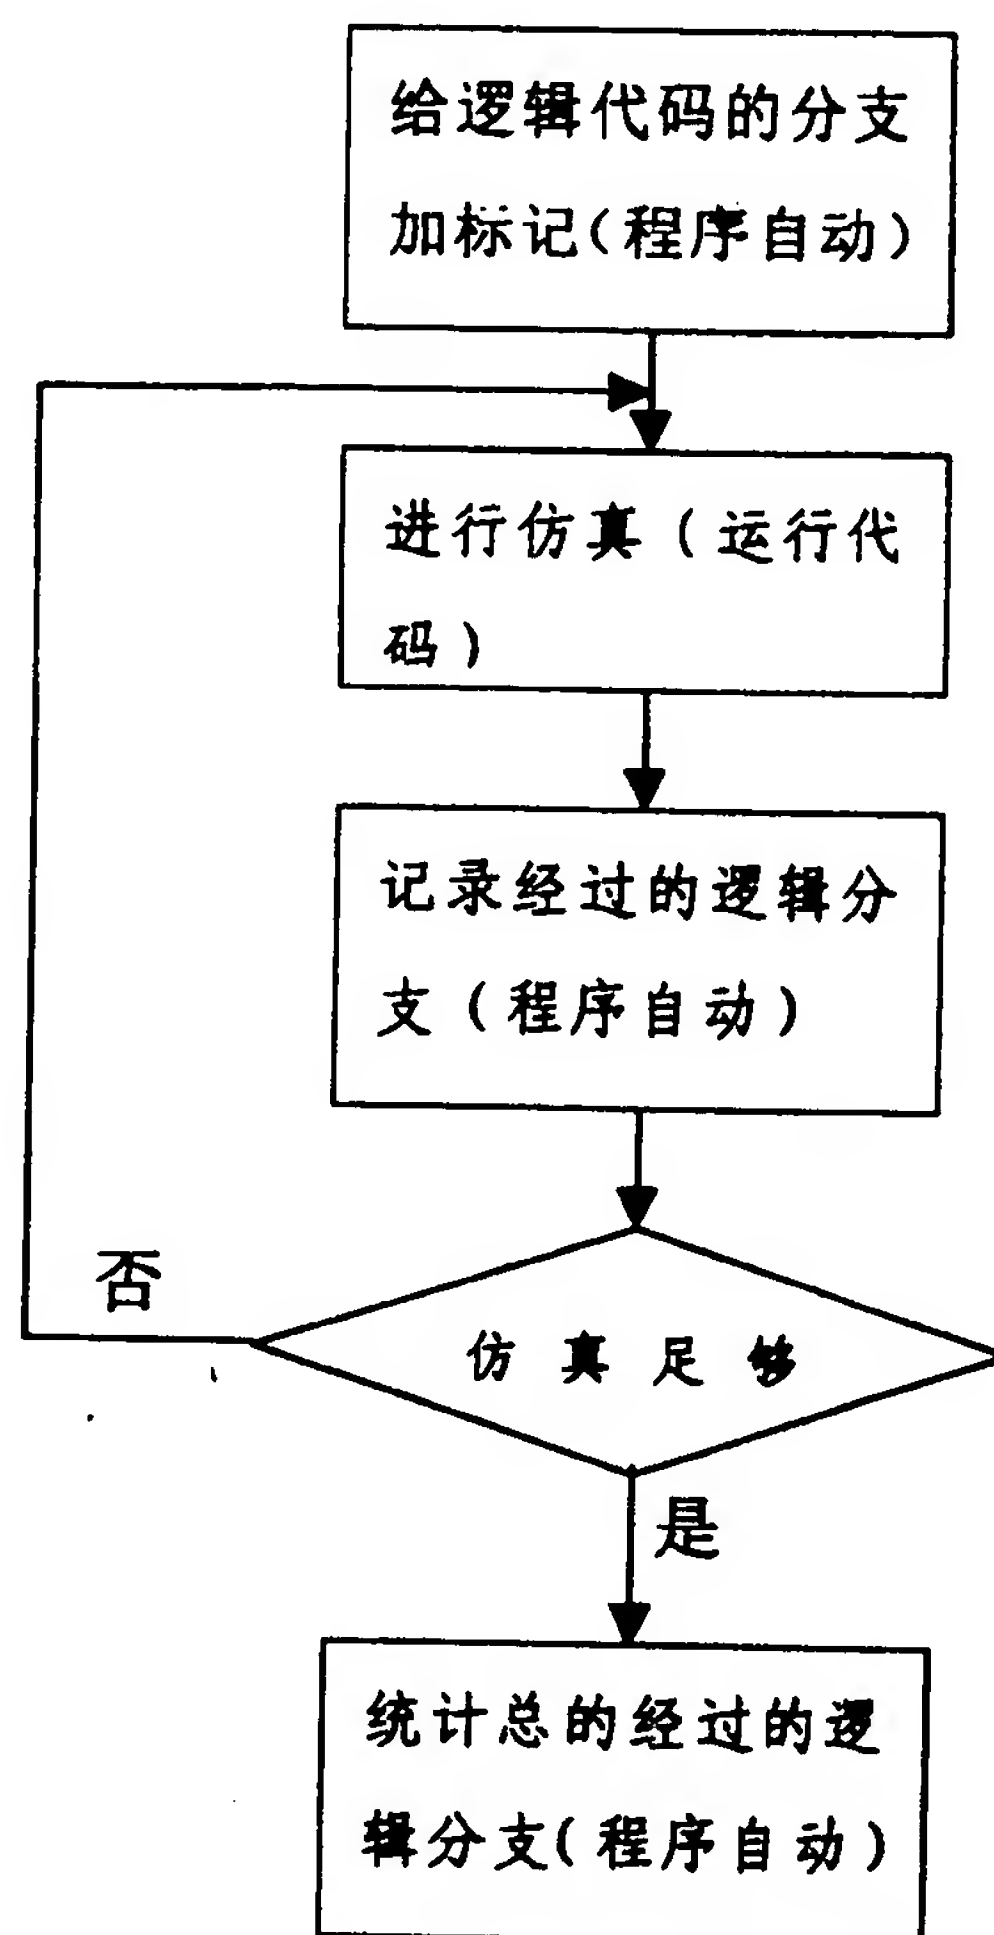 给逻辑代码的分支
加标记(程序自动)
进行仿真(运行代
码)
记录经过的逻辑分
支(程序自动)
否
仿真足够
是
统计总的经过的逻
辑分支(程序自动)